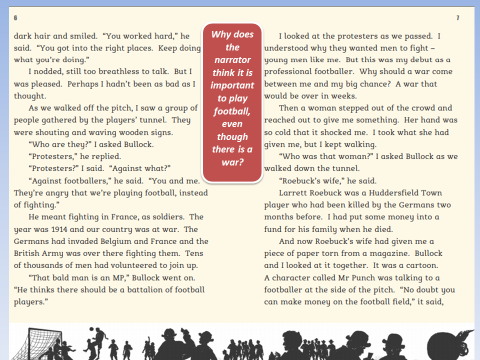 6
dark hair and smiled. "You worked hard," he
said. "You got into the right places. Keep doing
what you're doing."
I nodded, still too breathless to talk. But I
was pleased. Perhaps I hadn't been as bad as I
thought.
As we walked off the pitch, I saw a group of
people gathered by the players' tunnel. They
were shouting and waving wooden signs.
"Who are they?" I asked Bullock.
"Protesters," he replied.
"Protesters?" I said. "Against what?"
"Against footballers," he said. "You and me.
They're angry that we're playing football, instead
of fighting."
He meant fighting in France, as soldiers. The
year was 1914 and our country was at war. The
Germans had invaded Belgium and France and the
British Army was over there fighting them. Tens
of thousands of men had volunteered to join up.
"That bald man is an MP," Bullock went on.
"He thinks there should be a battalion of football
players."
Why does
the
narrator
think it is
important
to play
football,
even
though
there is a
war?
7
I looked at the protesters as we passed. I
understood why they wanted men to fight –
young men like me. But this was my debut as a
professional footballer. Why should a war come
between me and my big chance? A war that
would be over in weeks.
Then a woman stepped out of the crowd and
reached out to give me something. Her hand was
so cold that it shocked me. I took what she had
given me, but I kept walking.
"Who was that woman?" I asked Bullock as we
walked down the tunnel.
"Roebuck's wife," he said.
Larrett Roebuck was a Huddersfield Town
player who had been killed by the Germans two
months before. I had put some money into a
fund for his family when he died.
And now Roebuck's wife had given me a
piece of paper torn from a magazine. Bullock
and I looked at it together. It was a cartoon.
A character called Mr Punch was talking to a
footballer at the side of the pitch. "No doubt you
can make money on the football field," it said,